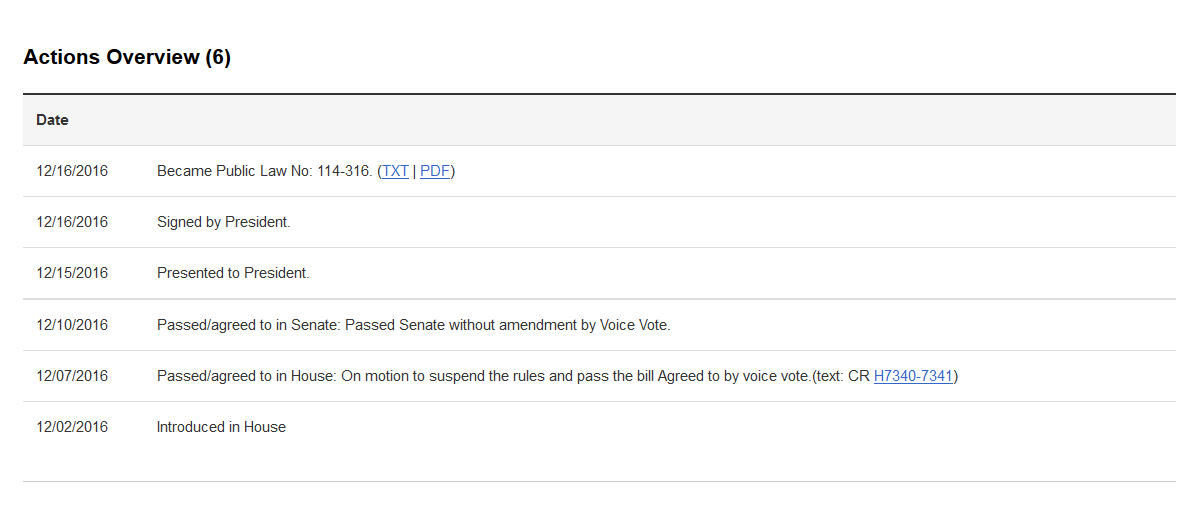 Actions Overview (6)
Date
12/16/2016 Became Public Law No: 114-316. (TXT | PDF)
12/16/2016 Signed by President.
12/15/2016 Presented to President.
12/10/2016 Passed/agreed to in Senate: Passed Senate without amendment by Voice Vote.
12/07/2016 Passed/agreed to in House: On motion to suspend the rules and pass the bill Agreed to by voice vote.(text: CR H7340-7341)
12/02/2016 Introduced in House